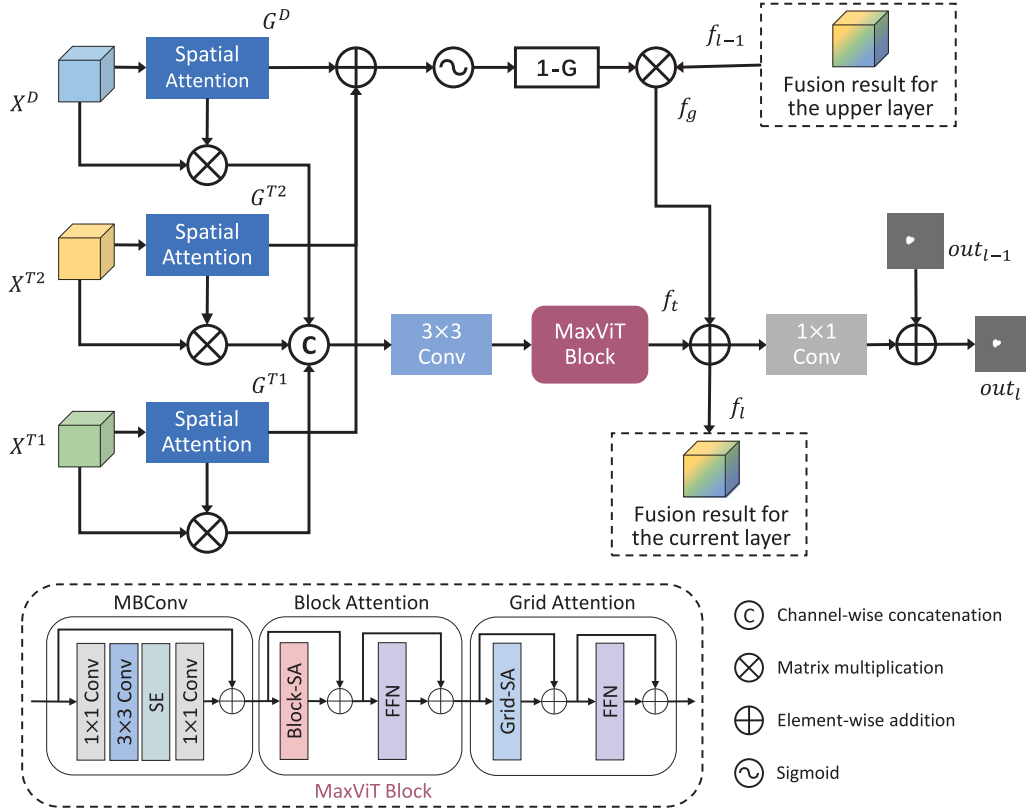 G^D
X^D
Spatial
Attention
1-G
f_{l-1}
Fusion result for
the upper layer
f_g
G^{T2}
X^{T2}
Spatial
Attention
out_{l-1}
C
3×3
Conv
MaxViT
Block
f_t
1×1
Conv
out_l
G^{T1}
X^{T1}
Spatial
Attention
f_l
Fusion result for
the current layer
MBConv
Block Attention
Grid Attention
1×1 Conv
3×3 Conv
SE
1×1 Conv
Block-SA
FFN
Grid-SA
FFN
MaxViT Block
C Channel-wise concatenation
Matrix multiplication
Element-wise addition
Sigmoid